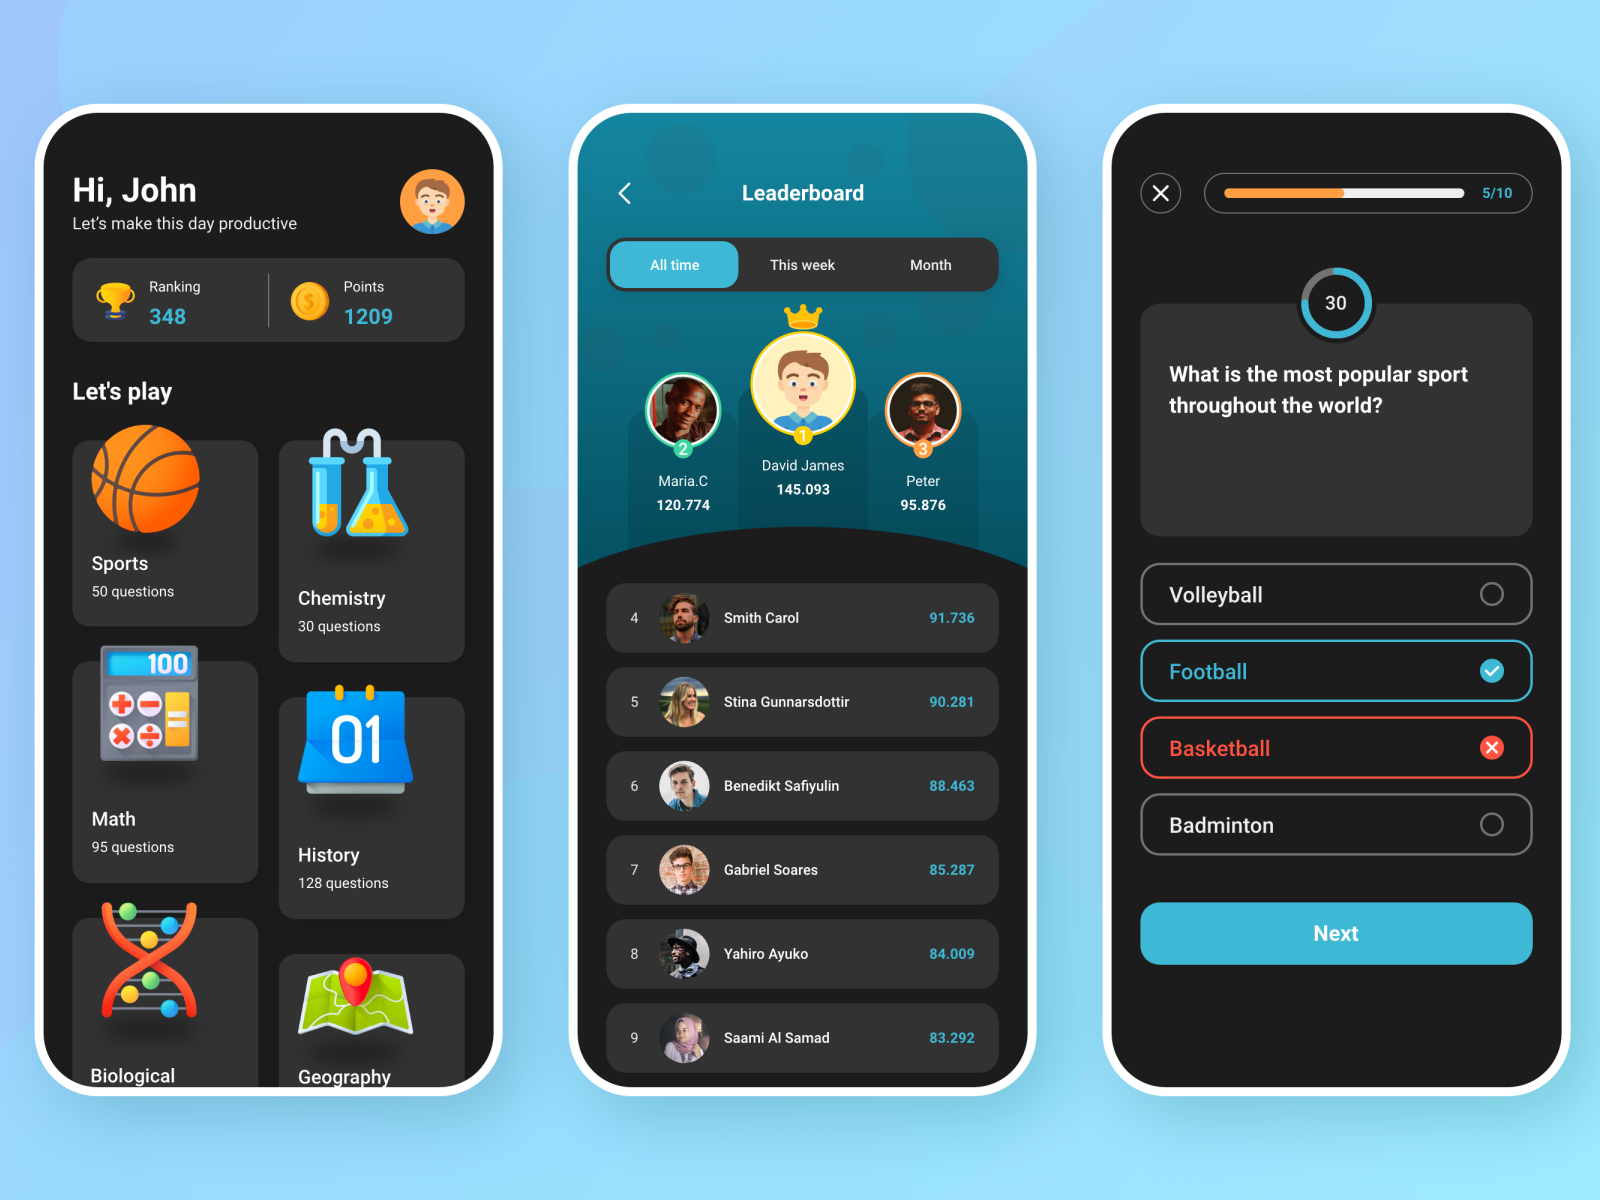 Hi, John
Let's make this day productive
Ranking
348
Points
1209
Let's play
Sports
50 questions
Chemistry
30 questions
100
Math
95 questions
01
History
128 questions
Biological
Geography
Leaderboard
All time
This week
Month
2
1
3
Maria.C
120.774
David James
145.093
Peter
95.876
4 Smith Carol 91.736
5 Stina Gunnarsdottir 90.281
6 Benedikt Safiyulin 88.463
7 Gabriel Soares 85.287
8 Yahiro Ayuko 84.009
9 Saami Al Samad 83.292
5/10
30
What is the most popular sport
throughout the world?
Volleyball
Football
Basketball
Badminton
Next